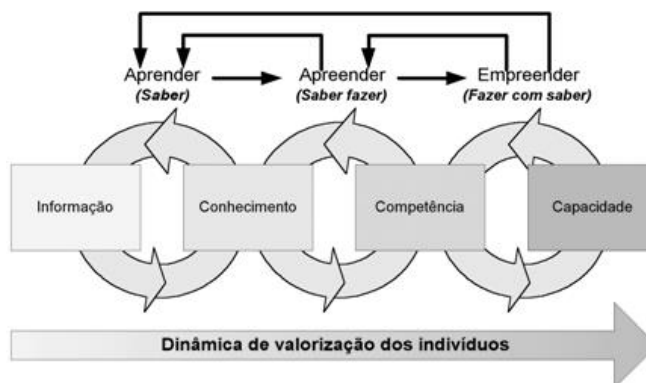 Aprender Apreender Empreender
(Saber) (Saber fazer) (Fazer com saber)
Informação Conhecimento Competência Capacidade
Dinâmica de valorização dos indivíduos